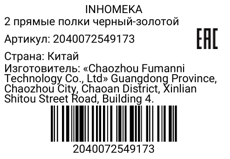 INHOMEKA
2 прямые полки черный-золотой
Артикул: 2040072549173
EAC
Страна: Китай
Изготовитель: «Chaozhou Fumanni
Technology Co., Ltd» Guangdong Province,
Chaozhou City, Chaoan District, Xinlian
Shitou Street Road, Building 4.
2040072549173